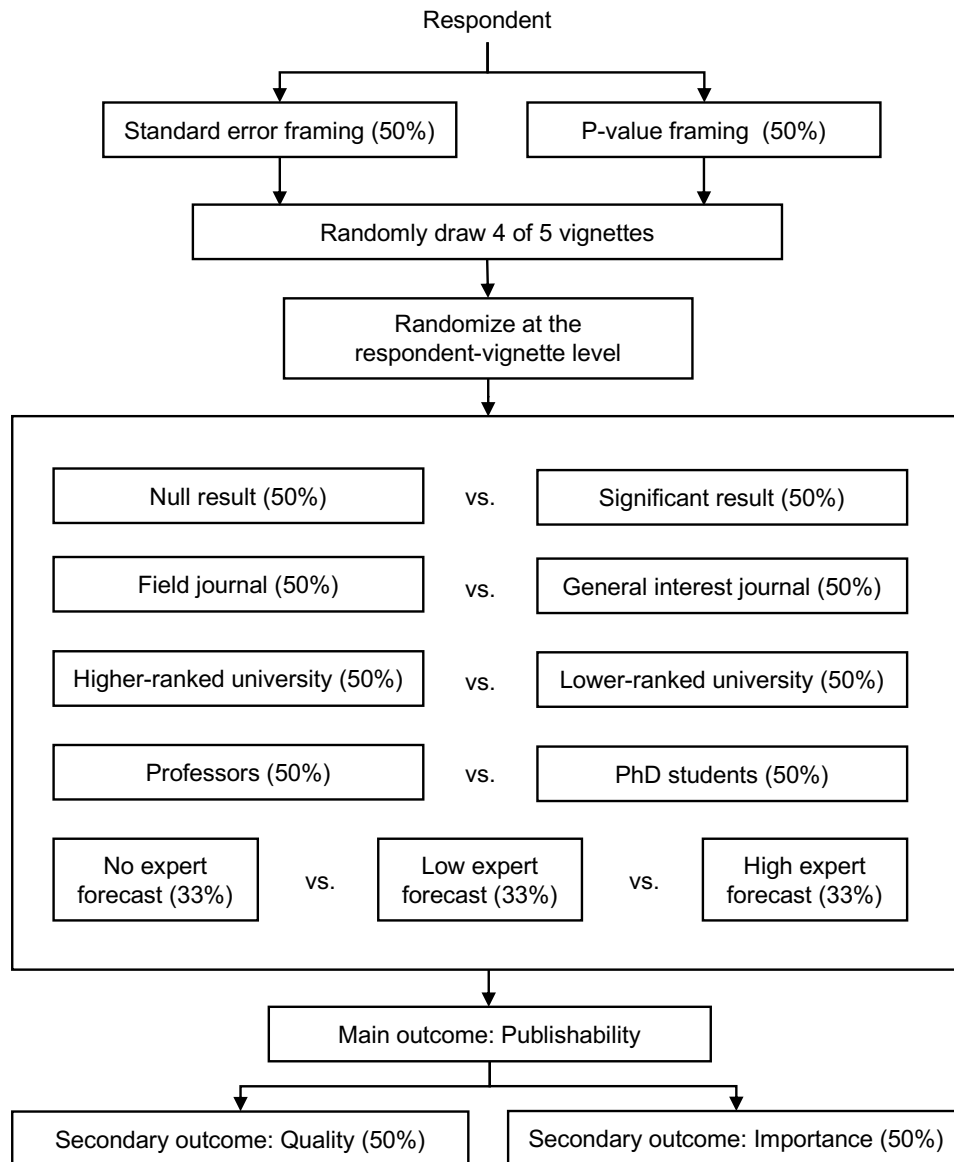 Respondent
Standard error framing (50%)
P-value framing (50%)
Randomly draw 4 of 5 vignettes
Randomize at the
respondent-vignette level
Null result (50%)
vs.
Significant result (50%)
Field journal (50%)
vs.
General interest journal (50%)
Higher-ranked university (50%)
vs.
Lower-ranked university (50%)
Professors (50%)
vs.
PhD students (50%)
No expert
forecast (33%)
vs.
Low expert
forecast (33%)
vs.
High expert
forecast (33%)
Main outcome: Publishability
Secondary outcome: Quality (50%)
Secondary outcome: Importance (50%)